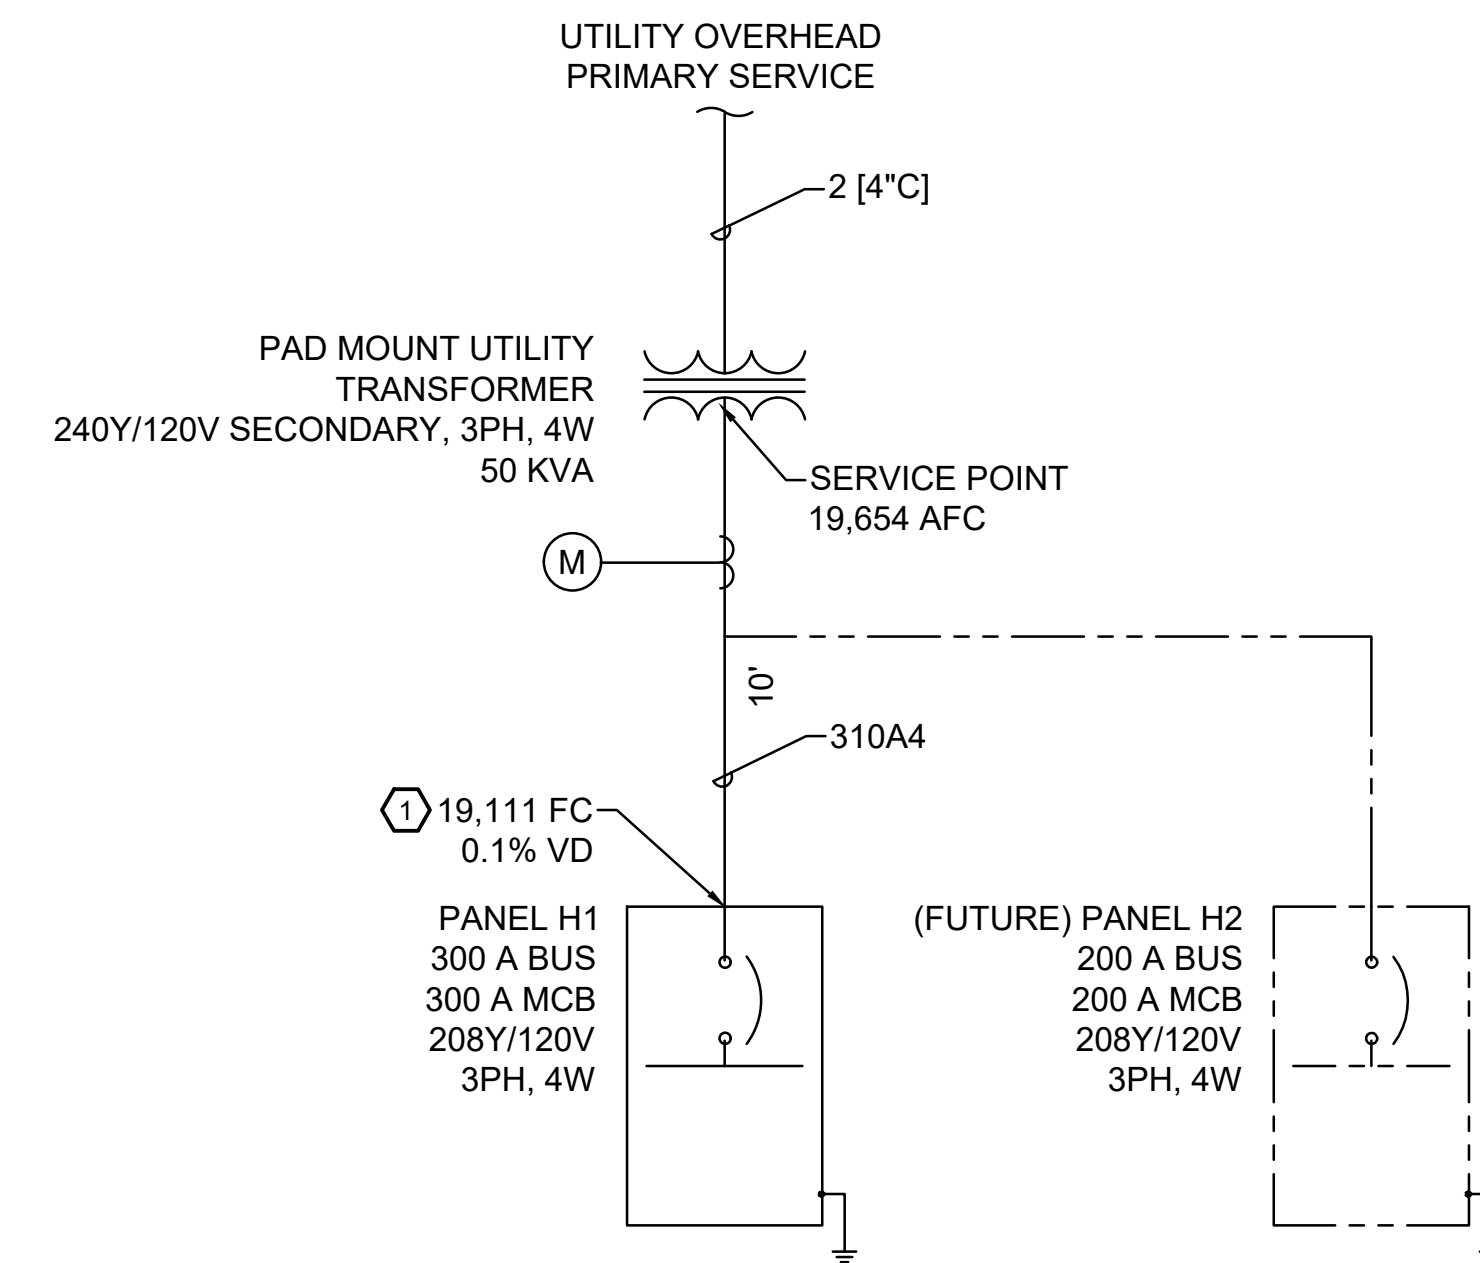 UTILITY OVERHEAD
PRIMARY SERVICE
2 [4"C]
PAD MOUNT UTILITY
TRANSFORMER
240Y/120V SECONDARY, 3PH, 4W
50 KVA
SERVICE POINT
19,654 AFC
M
10'
310A4
1 19,111 FC
0.1% VD
PANEL H1
300 A BUS
300 A MCB
208Y/120V
3PH, 4W
(FUTURE) PANEL H2
200 A BUS
200 A MCB
208Y/120V
3PH, 4W